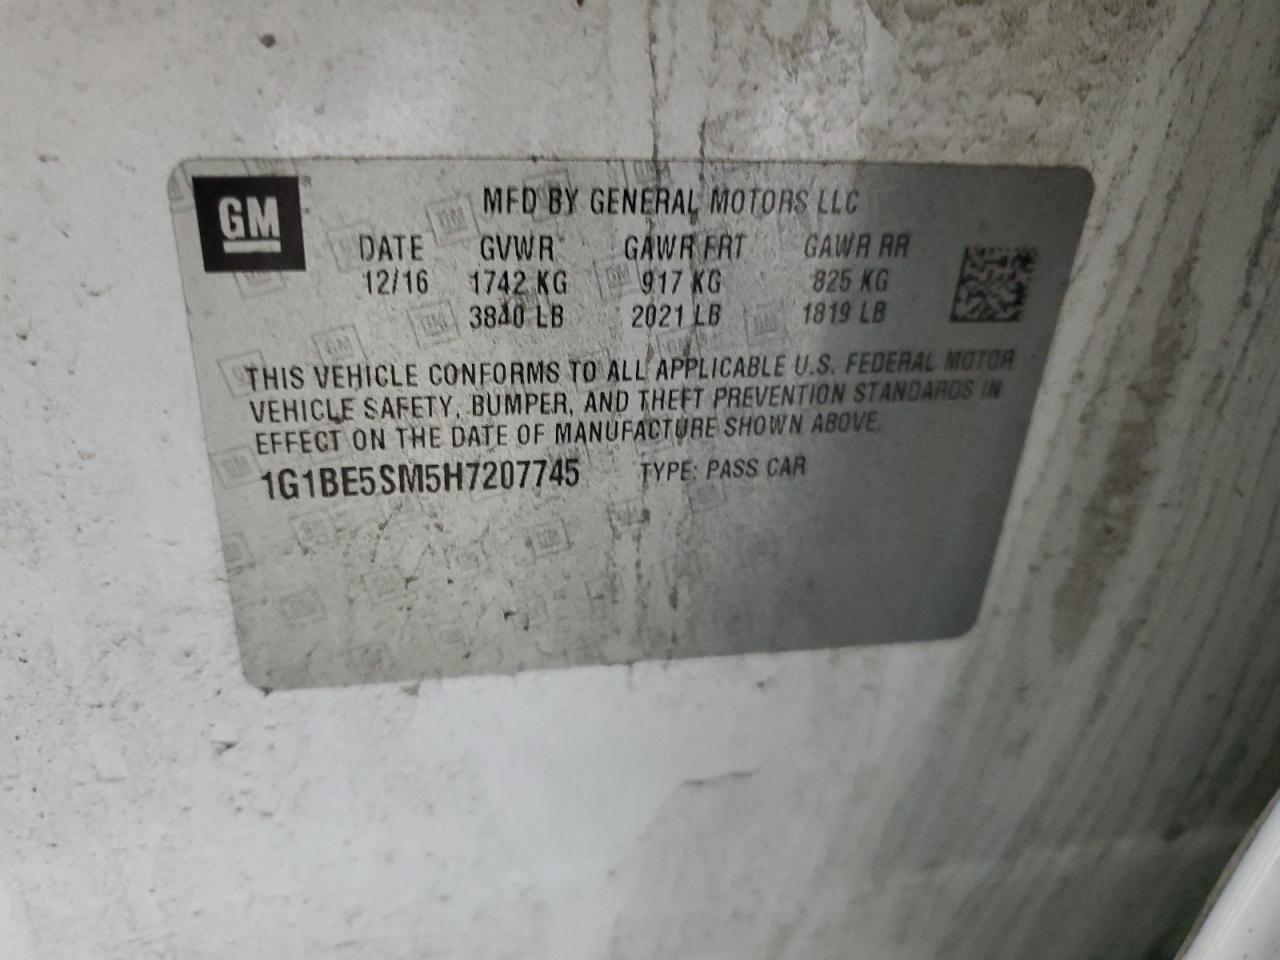 GM
MFD BY GENERAL MOTORS LLC
DATE GVWR GAWR FRT GAWR RR
12/16 1742 KG 917 KG 825 KG
3840 LB 2021 LB 1819 LB
THIS VEHICLE CONFORMS TO ALL APPLICABLE U.S. FEDERAL MOTOR
VEHICLE SAFETY, BUMPER, AND THEFT PREVENTION STANDARDS IN
EFFECT ON THE DATE OF MANUFACTURE SHOWN ABOVE.
1G1BE5SM5H7207745 TYPE: PASS CAR